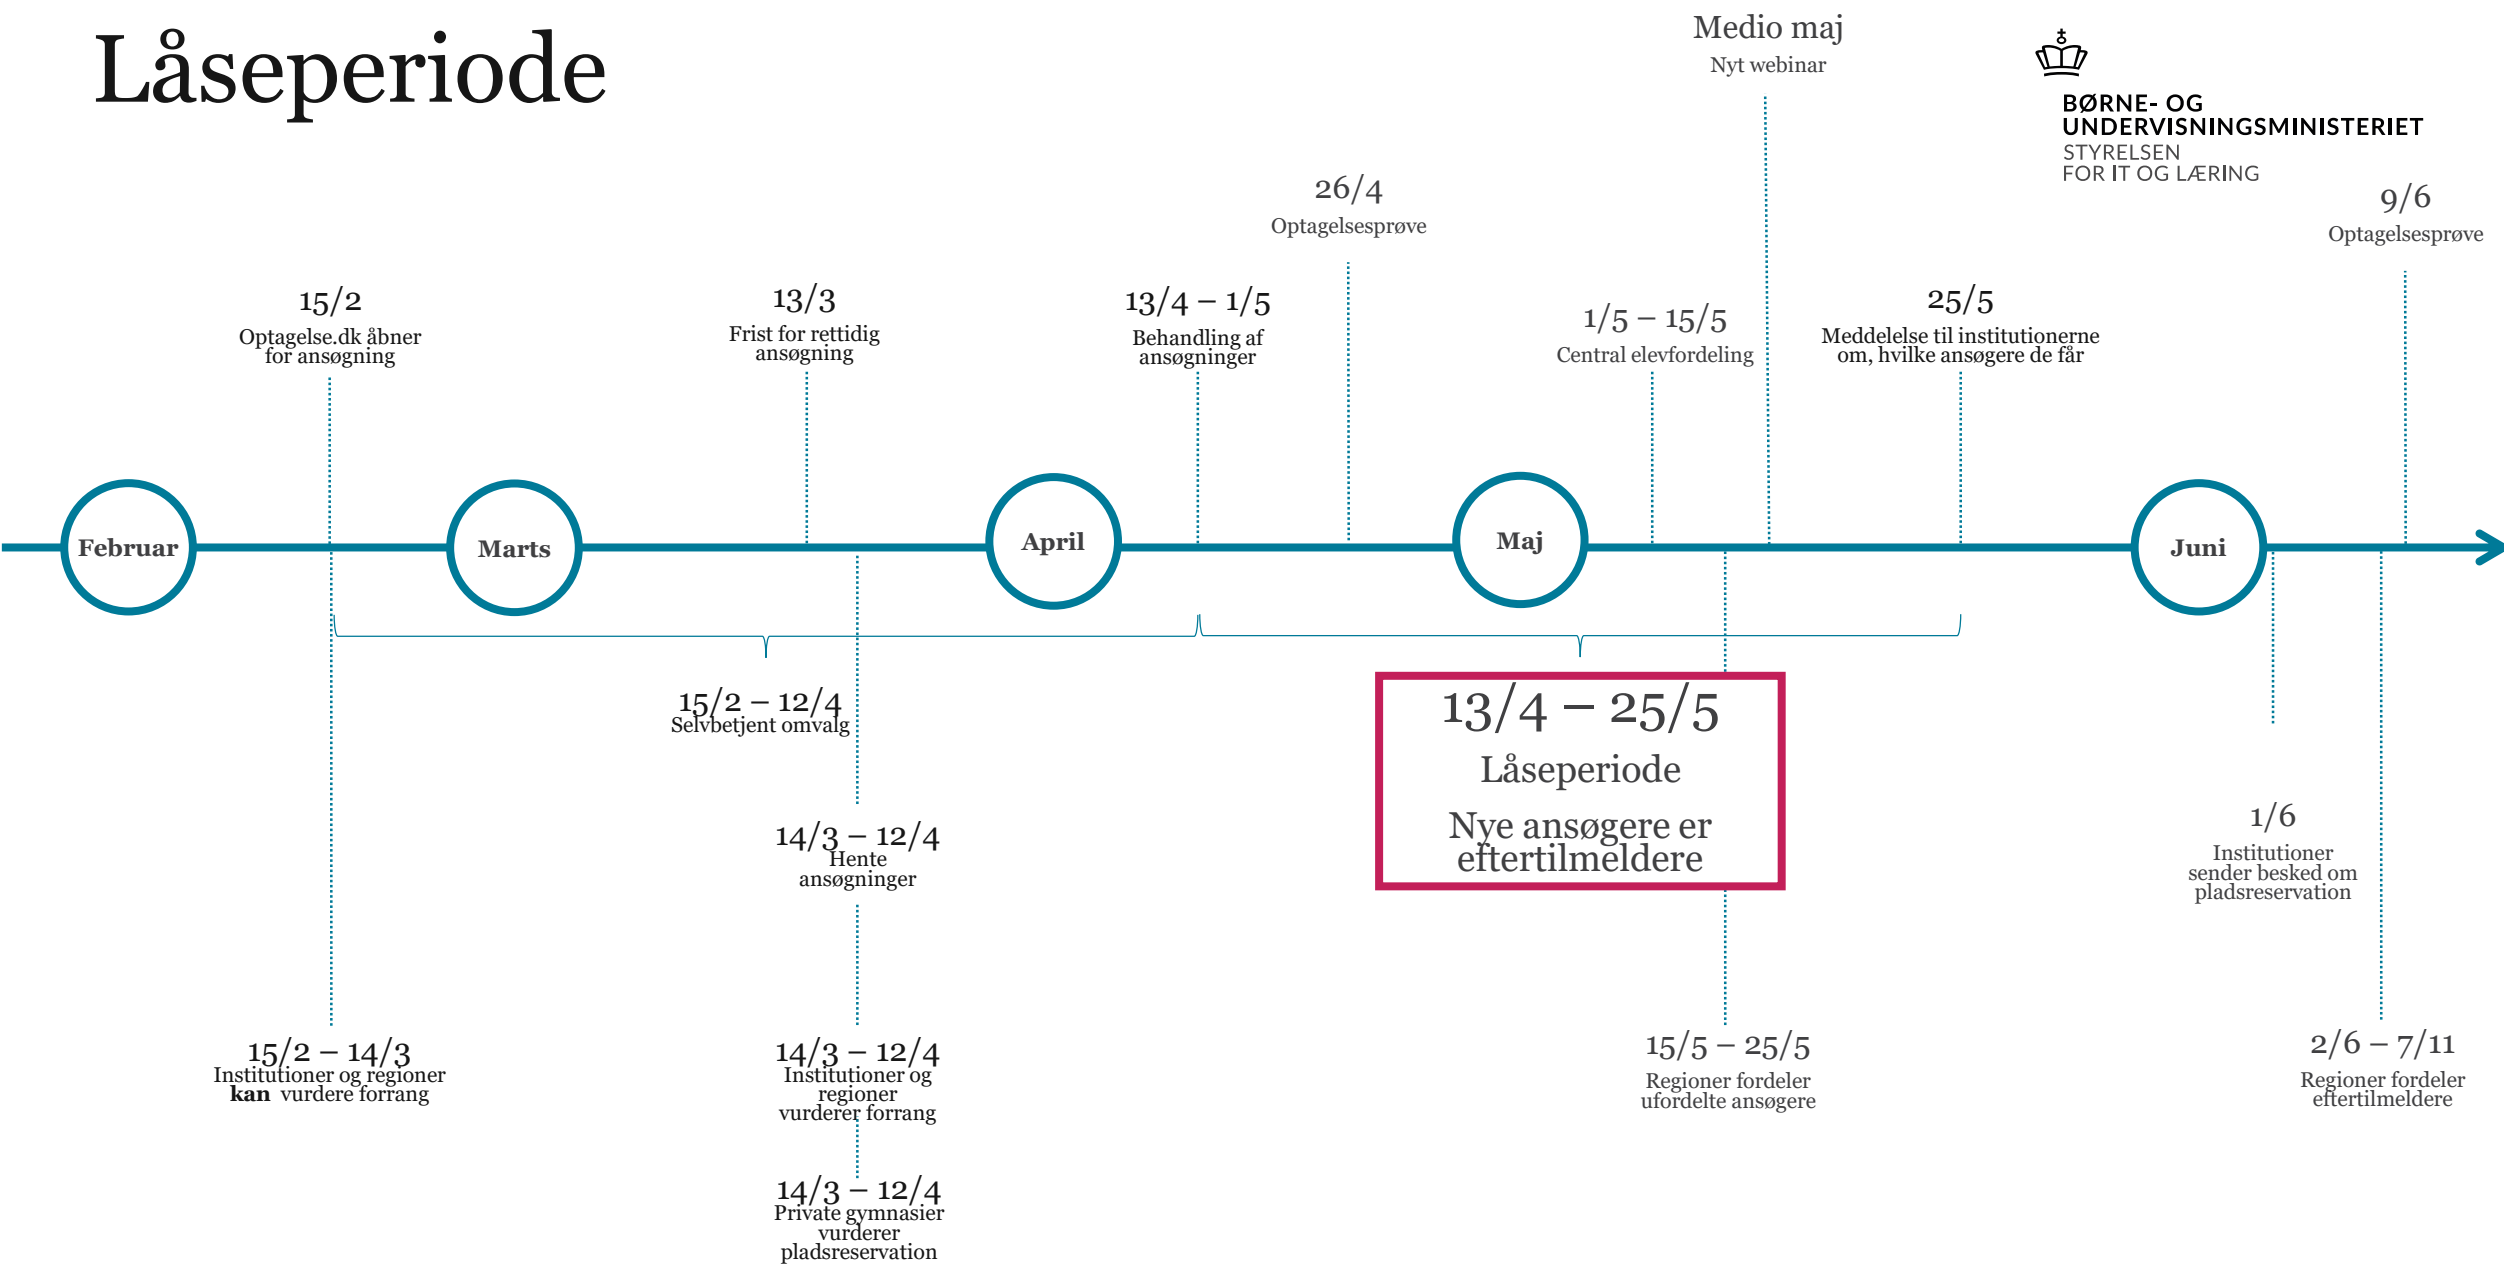 Låseperiode
Medio maj
Nyt webinar
BØRNE- OG
UNDERVISNINGSMINISTERIET
STYRELSEN
FOR IT OG LÆRING
26/4
Optagelsesprøve
9/6
Optagelsesprøve
15/2
Optagelse.dk åbner
for ansøgning
13/3
Frist for rettidig
ansøgning
13/4 – 1/5
Behandling af
ansøgninger
1/5 – 15/5
Central elevfordeling
25/5
Meddelelse til institutionerne
om, hvilke ansøgere de får
Februar
Marts
April
Maj
Juni
15/2 – 12/4
Selvbetjent omvalg
13/4 – 25/5
Låseperiode
Nye ansøgere er
eftertilmeldere
14/3 – 12/4
Hente
ansøgninger
1/6
Institutioner
sender besked om
pladsreservation
15/2 – 14/3
Institutioner og regioner
kan vurdere forrang
14/3 – 12/4
Institutioner og
regioner
vurderer forrang
15/5 – 25/5
Regioner fordeler
ufordelte ansøgere
2/6 – 7/11
Regioner fordeler
eftertilmeldere
14/3 – 12/4
Private gymnasier
vurderer
pladsreservation